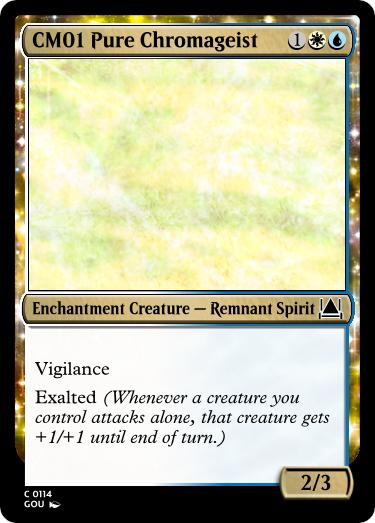 CM01 Pure Chromageist 1
Enchantment Creature — Remnant Spirit
Vigilance
Exalted (Whenever a creature you
control attacks alone, that creature gets
+1/+1 until end of turn.)
2/3
C 0114
GOU